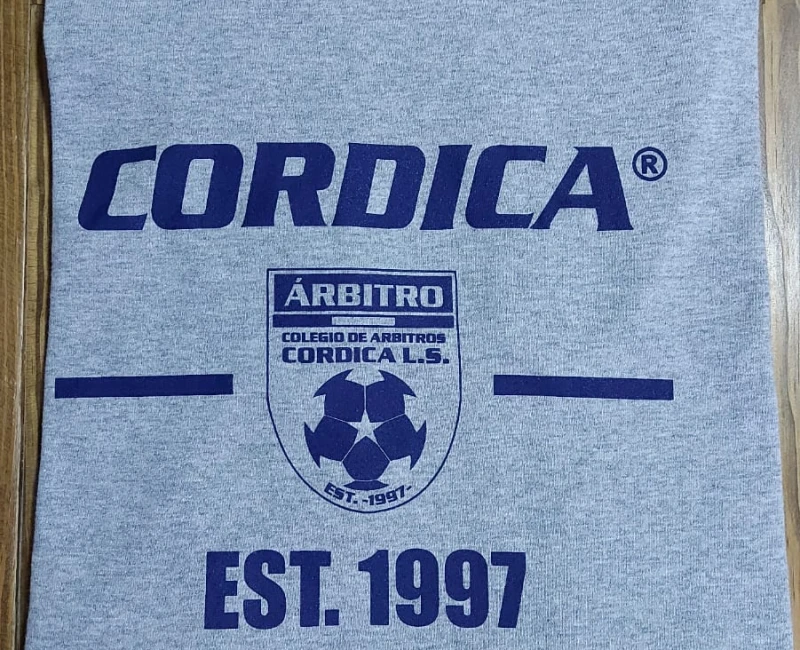 CORDICA®
ÁRBITRO
COLEGIO DE ARBITROS
CORDICA L.S.
EST. -1997-
EST. 1997